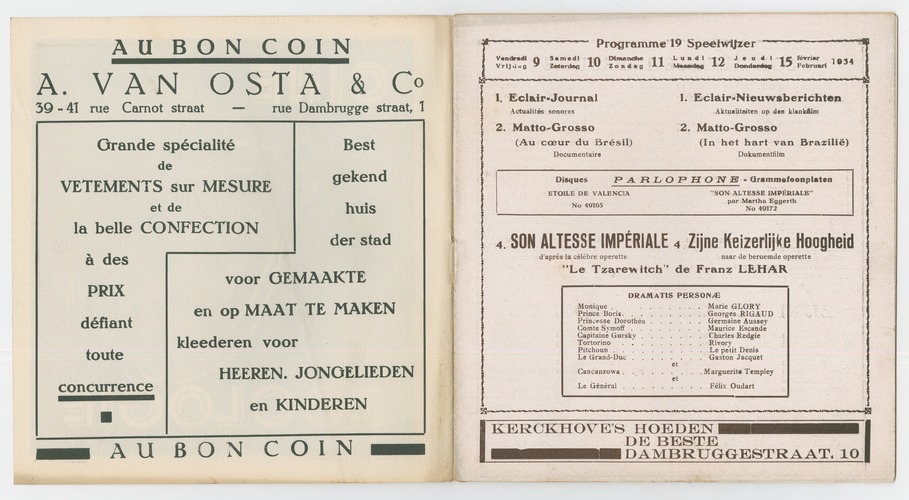 AU BON COIN
A. VAN OSTA & Co
39-41 rue Carnot straat — rue Dambrugge straat, 1
Grande spécialité
de
VETEMENTS sur MESURE
et de
la belle CONFECTION
à des
PRIX
défiant
toute
concurrence
Best
gekend
huis
der stad
voor GEMAAKTE
en op MAAT TE MAKEN
kleederen voor
HEEREN. JONGELIEDEN
en KINDEREN
AU BON COIN
Programme 19 Speelwijzer
Vendredi 9 Samedi 10 Dimanche 11 Lundi 12 Jeudi 15 février 1934
Vrijdag Zaterdag Zondag Maandag Donderdag Februari
1. Eclair-Journal
Actualités sonores
2. Matto-Grosso
(Au cœur du Brésil)
Documentaire
1. Eclair-Nieuwsberichten
Aktualiteiten op den klankfilm
2. Matto-Grosso
(In het hart van Brazilië)
Dokumentfilm
Disques PARLOPHONE - Grammofoonplaten
ETOILE DE VALENCIA
No 49165
"SON ALTESSE IMPÉRIALE"
par Martha Eggerth
No 49172
4. SON ALTESSE IMPÉRIALE 4 Zijne Keizerlijke Hoogheid
d'après la célèbre operette naar de beroemde operette
"Le Tzarewitch" de Franz LEHAR
DRAMATIS PERSONÆ
Monique . . . . . . . . Marie GLORY
Prince Boris. . . . . . . . Georges RIGAUD
Princesse Dorothéa . . . . . . . Germaine Aussey
Comte Symoff . . . . . . . . Maurice Escande
Capitaine Gorsky . . . . . . . Charles Redgie
Tortorino . . . . . . . . Rivory
Pitchoun . . . . . . . . Le petit Denis
Le Grand-Duc . . . . . . . . Gaston Jacquet
et
Cancanzowa . . . . . . . . Marguerite Templey
et
Le Général . . . . . . . . Félix Oudart
KERCKHOVE'S HOEDEN
DE BESTE
DAMBRUGGESTRAAT. 10